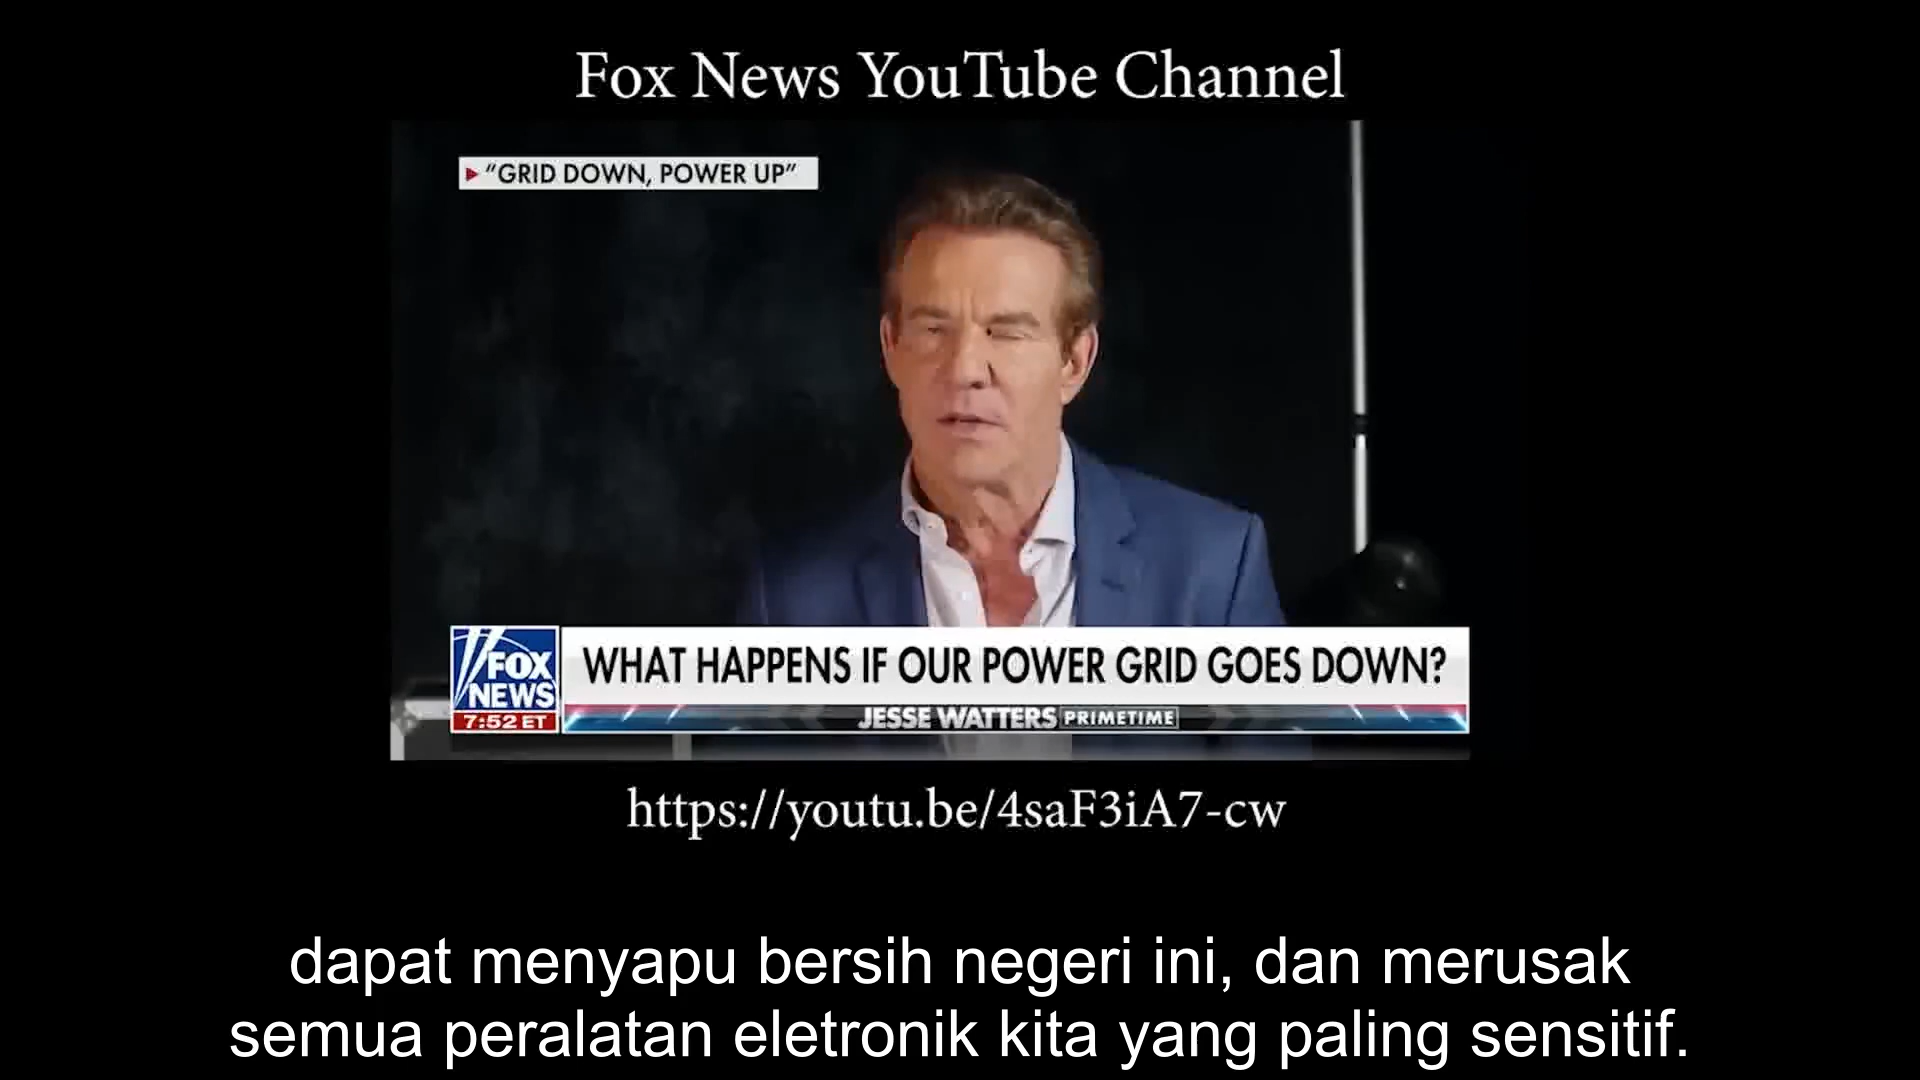 Fox News YouTube Channel
"GRID DOWN, POWER UP"
WHAT HAPPENS IF OUR POWER GRID GOES DOWN?
FOX
NEWS
7:52 ET
JESSE WATTERS PRIMETIME
https://youtu.be/4saF3iA7-cw
dapat menyapu bersih negeri ini, dan merusak
semua peralatan eletronik kita yang paling sensitif.